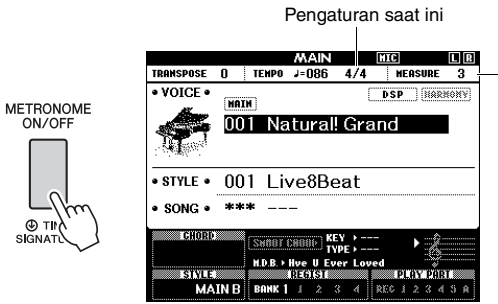 Pengaturan saat ini
METRONOME
ON/OFF
SIGNATU
MAIN MIC L R
TRANSPOSE 0 TEMPO ♩=086 4/4 MEASURE 3
VOICE
MAIN
DSP HARMONY
001 Natural! Grand
STYLE 001 Live8Beat
SONG *** ---
CHORD
SMART CHORD KEY ---
TYPE ---
M.D.B. Hve U Ever Loved
STYLE REGIST PLAY PART
MAIN B BANK 1 1 2 3 4 REC 1 2 3 4 5 A